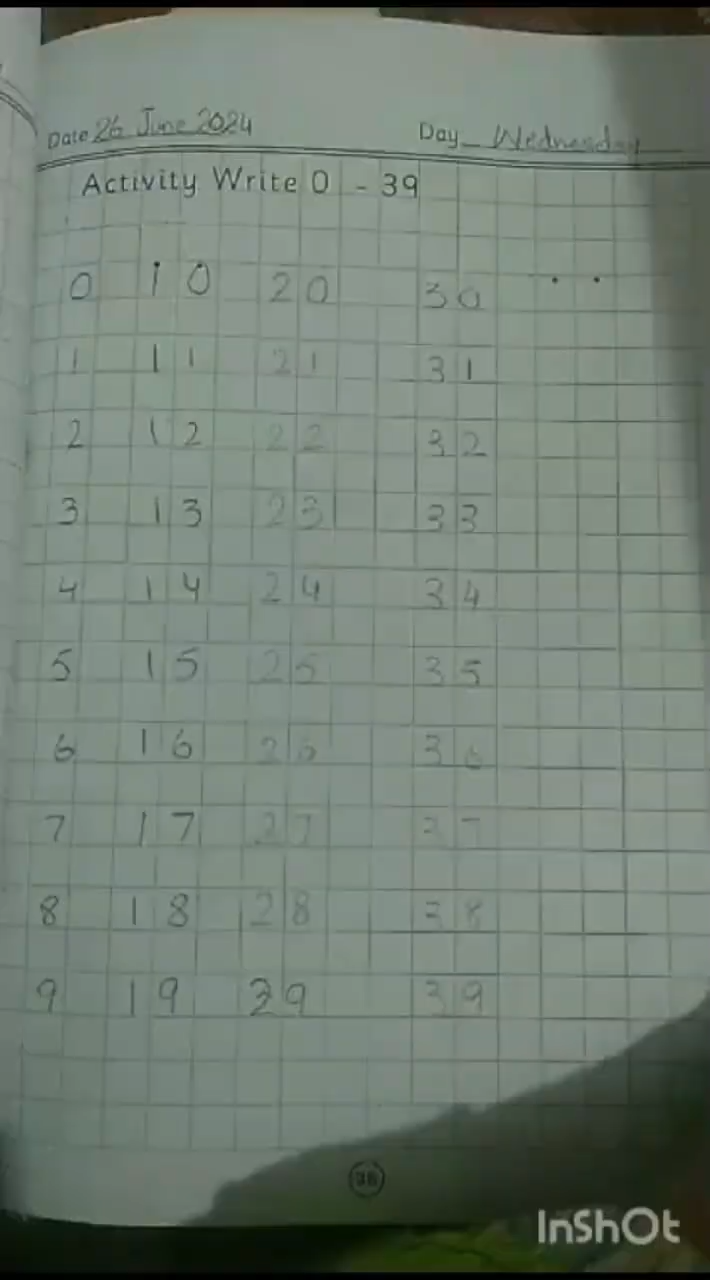 Date 26 June 2024 Day Wednesday
Activity Write 0 - 39
0 10 20 30
1 11 21 31
2 12 22 32
3 13 23 33
4 14 24 34
5 15 25 35
6 16 26 36
7 17 27 37
8 18 28 38
9 19 39 39
38
InShOt